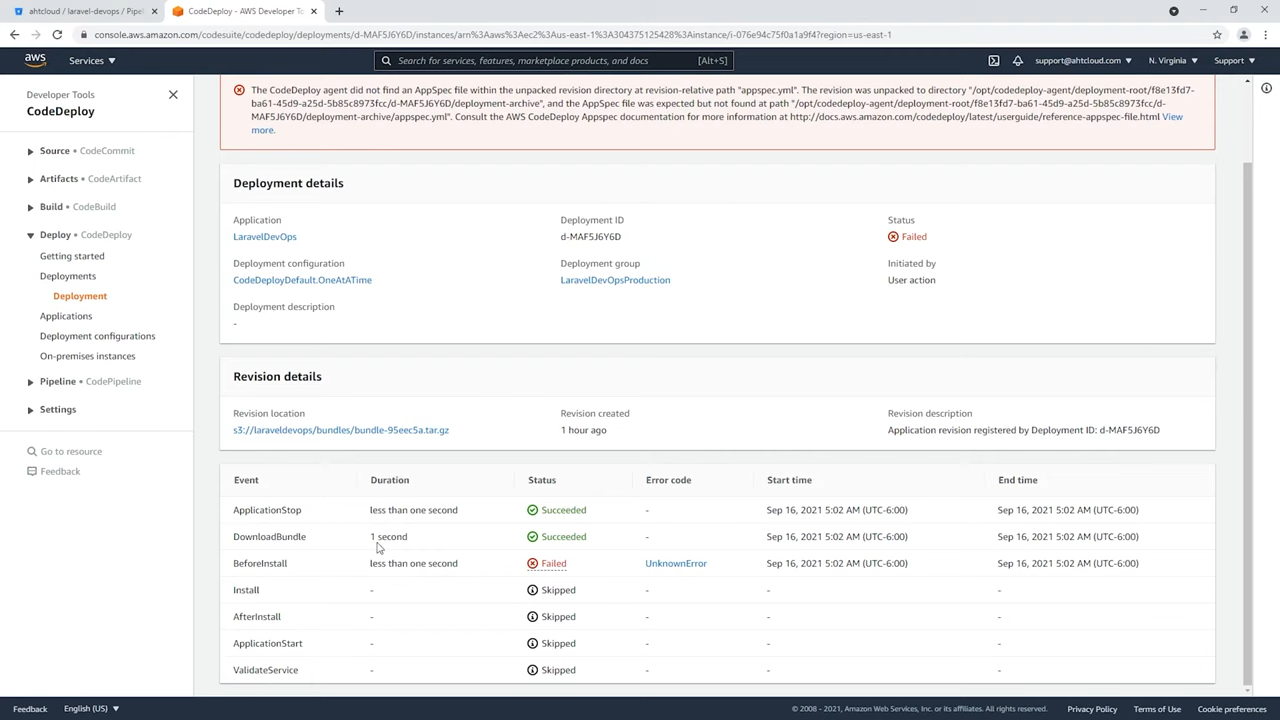 ahtcloud / laravel-devops / Pipel
CodeDeploy - AWS Developer To
console.aws.amazon.com/codesuite/codedeploy/deployments/d-MAF5J6Y6D/instances/arn%3Aaws%3Aec2%3Aus-east-1%3A304375125428%3Ainstance/i-076e94c75f0a1a9f4?region=us-east-1
aws
Services
Search for services, features, marketplace products, and docs
[Alt+S]
support@ahtcloud.com
N. Virginia
Support
Developer Tools
CodeDeploy
Source • CodeCommit
Artifacts • CodeArtifact
Build • CodeBuild
Deploy • CodeDeploy
Getting started
Deployments
Deployment
Applications
Deployment configurations
On-premises instances
Pipeline • CodePipeline
Settings
Go to resource
Feedback
The CodeDeploy agent did not find an AppSpec file within the unpacked revision directory at revision-relative path "appspec.yml". The revision was unpacked to directory "/opt/codedeploy-agent/deployment-root/f8e13fd7-
ba61-45d9-a25d-5b85c8973fcc/d-MAF5J6Y6D/deployment-archive", and the AppSpec file was expected but not found at path "/opt/codedeploy-agent/deployment-root/f8e13fd7-ba61-45d9-a25d-5b85c8973fcc/d-
MAF5J6Y6D/deployment-archive/appspec.yml". Consult the AWS CodeDeploy Appspec documentation for more information at http://docs.aws.amazon.com/codedeploy/latest/userguide/reference-appspec-file.html View
more.
Deployment details
Application
Deployment ID
Status
LaravelDevOps
d-MAF5J6Y6D
Failed
Deployment configuration
Deployment group
Initiated by
CodeDeployDefault.OneAtATime
LaravelDevOpsProduction
User action
Deployment description
-
Revision details
Revision location
Revision created
Revision description
s3://laraveldevops/bundles/bundle-95eec5a.tar.gz
1 hour ago
Application revision registered by Deployment ID: d-MAF5J6Y6D
Event Duration Status Error code Start time End time
ApplicationStop less than one second Succeeded - Sep 16, 2021 5:02 AM (UTC-6:00) Sep 16, 2021 5:02 AM (UTC-6:00)
DownloadBundle 1 second Succeeded - Sep 16, 2021 5:02 AM (UTC-6:00) Sep 16, 2021 5:02 AM (UTC-6:00)
BeforeInstall less than one second Failed UnknownError Sep 16, 2021 5:02 AM (UTC-6:00) Sep 16, 2021 5:02 AM (UTC-6:00)
Install - Skipped - - -
AfterInstall - Skipped - - -
ApplicationStart - Skipped - - -
ValidateService - Skipped - - -
Feedback
English (US)
© 2008 - 2021, Amazon Web Services, Inc. or its affiliates. All rights reserved.
Privacy Policy
Terms of Use
Cookie preferences